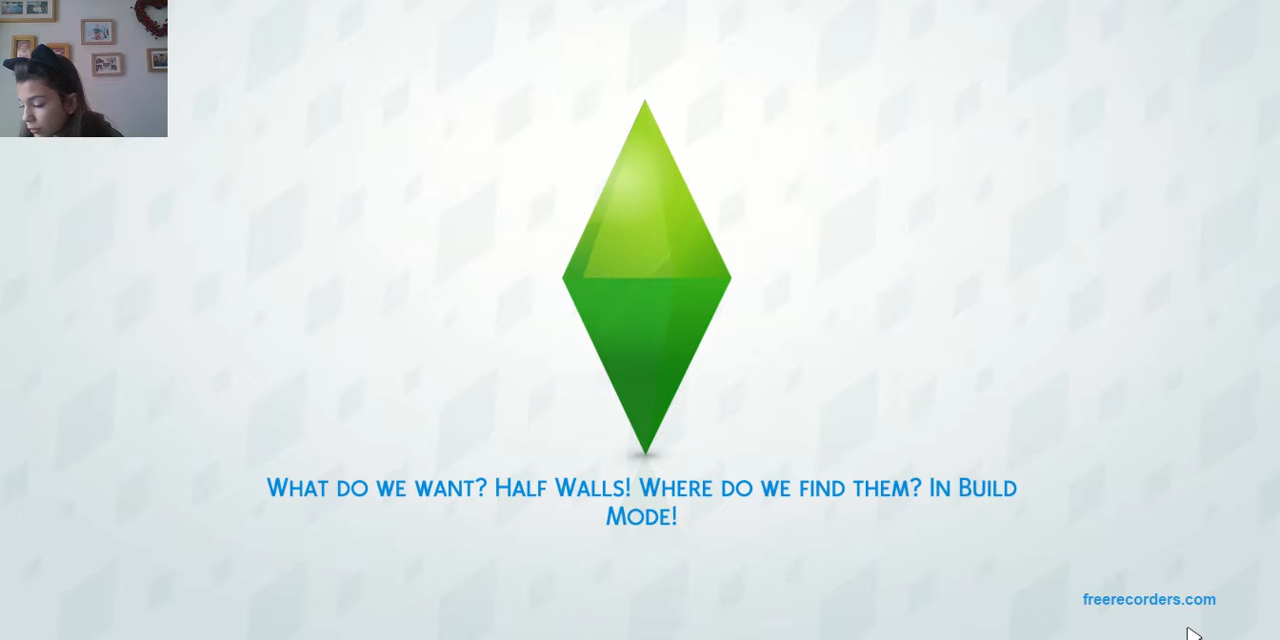 What do we want? Half Walls! Where do we find them? In Build
Mode!
freerecorders.com